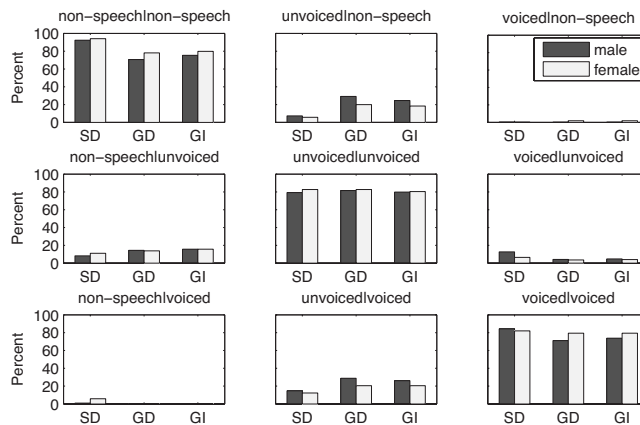 non-speech|non-speech unvoiced|non-speech voiced|non-speech
100
80
60
40
20
0
Percent
male
female
SD GD GI SD GD GI SD GD GI
non-speech|unvoiced unvoiced|unvoiced voiced|unvoiced
100
80
60
40
20
0
Percent
SD GD GI SD GD GI SD GD GI
non-speech|voiced unvoiced|voiced voiced|voiced
100
80
60
40
20
0
Percent
SD GD GI SD GD GI SD GD GI